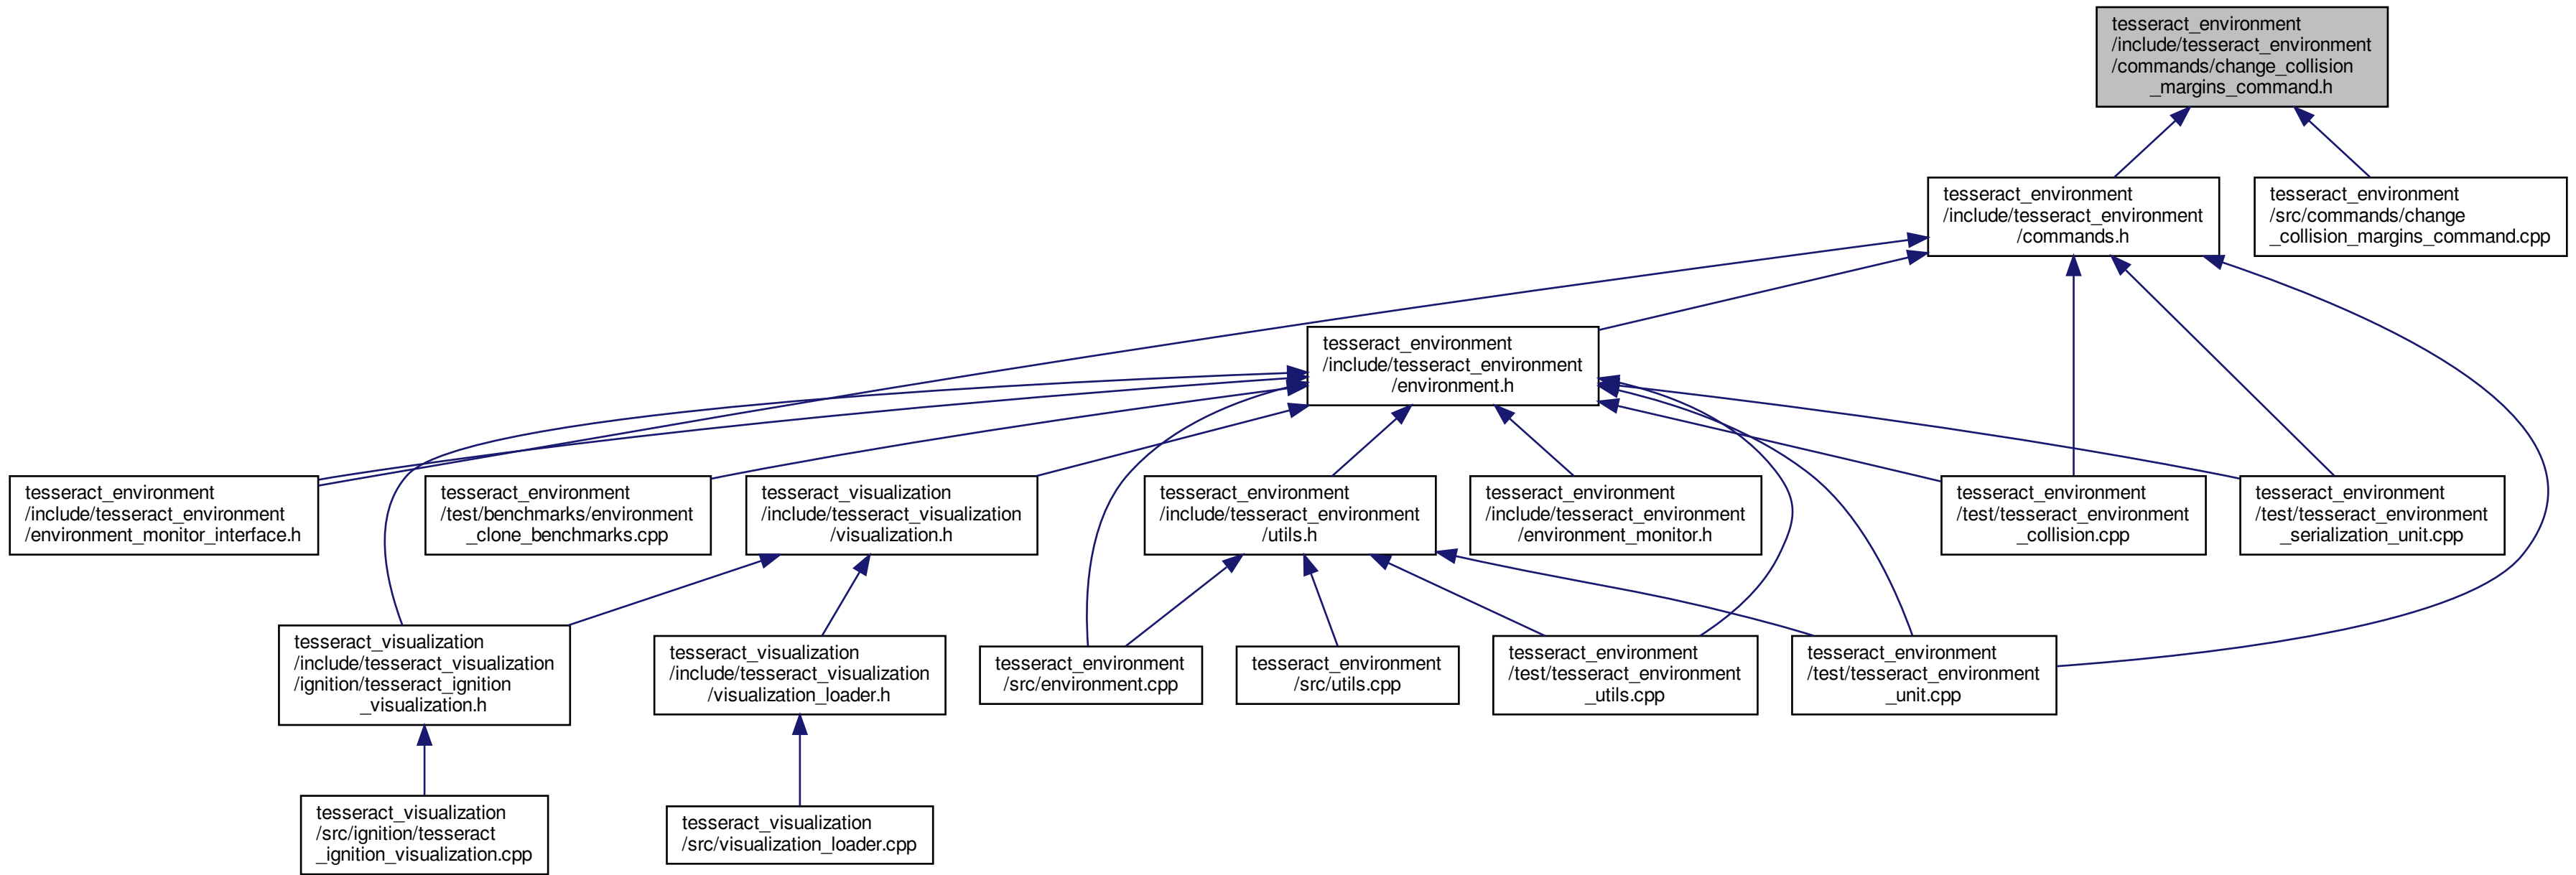 tesseract_environment
/include/tesseract_environment
/commands/change_collision
_margins_command.h
tesseract_environment
/include/tesseract_environment
/commands.h
tesseract_environment
/src/commands/change
_collision_margins_command.cpp
tesseract_environment
/include/tesseract_environment
/environment.h
tesseract_environment
/include/tesseract_environment
/environment_monitor_interface.h
tesseract_environment
/test/benchmarks/environment
_clone_benchmarks.cpp
tesseract_visualization
/include/tesseract_visualization
/visualization.h
tesseract_environment
/include/tesseract_environment
/utils.h
tesseract_environment
/include/tesseract_environment
/environment_monitor.h
tesseract_environment
/test/tesseract_environment
_collision.cpp
tesseract_environment
/test/tesseract_environment
_serialization_unit.cpp
tesseract_visualization
/include/tesseract_visualization
/ignition/tesseract_ignition
_visualization.h
tesseract_visualization
/include/tesseract_visualization
/visualization_loader.h
tesseract_environment
/src/environment.cpp
tesseract_environment
/src/utils.cpp
tesseract_environment
/test/tesseract_environment
_utils.cpp
tesseract_environment
/test/tesseract_environment
_unit.cpp
tesseract_visualization
/src/ignition/tesseract
_ignition_visualization.cpp
tesseract_visualization
/src/visualization_loader.cpp